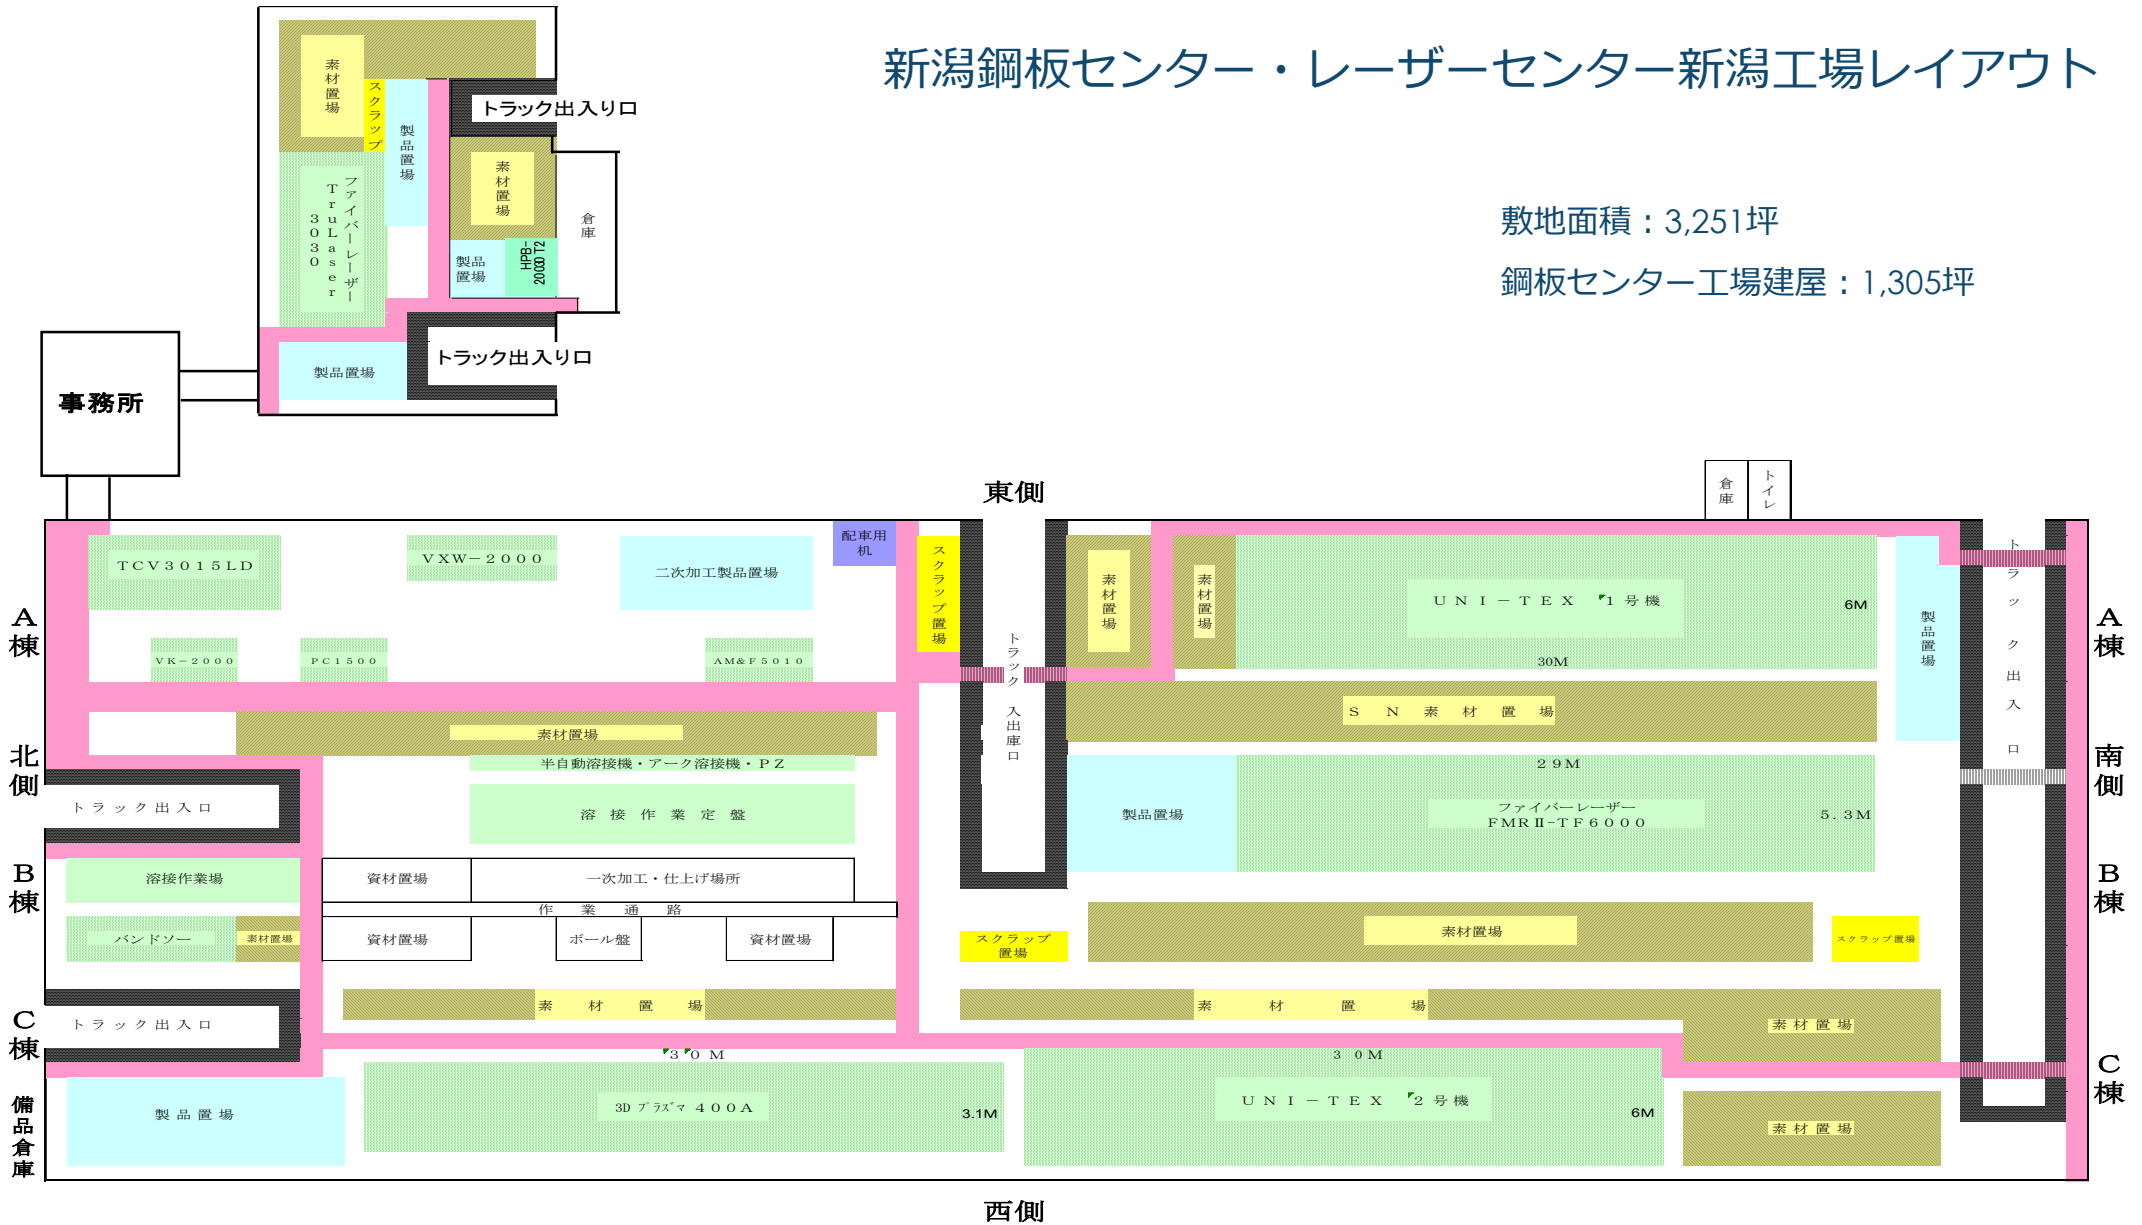 新潟鋼板センター・レーザーセンター新潟工場レイアウト
敷地面積：3,251坪
鋼板センター工場建屋：1,305坪
素材置場
スクラップ
製品置場
トラック出入り口
素材置場
倉庫
ファイバーレーザー
TruLaser
3030
製品
置場
HPB-
20030T2
トラック出入り口
製品置場
事務所
東側
倉庫
トイレ
A棟
北側
B棟
C棟
備品倉庫
TCV3015LD
VXW-2000
二次加工製品置場
配車用
机
スクラップ置場
VK-2000
PC1500
AM&F5010
素材置場
半自動溶接機・アーク溶接機・PZ
溶接作業定盤
トラック出入口
溶接作業場
資材置場
一次加工・仕上げ場所
作業通路
バンドソー
素材置場
資材置場
ボール盤
資材置場
トラック出入口
素材置場
製品置場
30M
3Dプラズマ 400A
3.1M
トラック入出庫口
素材置場
素材置場
UNI-TEX 1号機
6M
30M
製品置場
トラック出入口
SN素材置場
製品置場
29M
ファイバーレーザー
FMRⅡ-TF6000
5.3M
スクラップ
置場
素材置場
スクラップ置場
素材置場
素材置場
30M
UNI-TEX 2号機
6M
素材置場
A棟
南側
B棟
C棟
西側